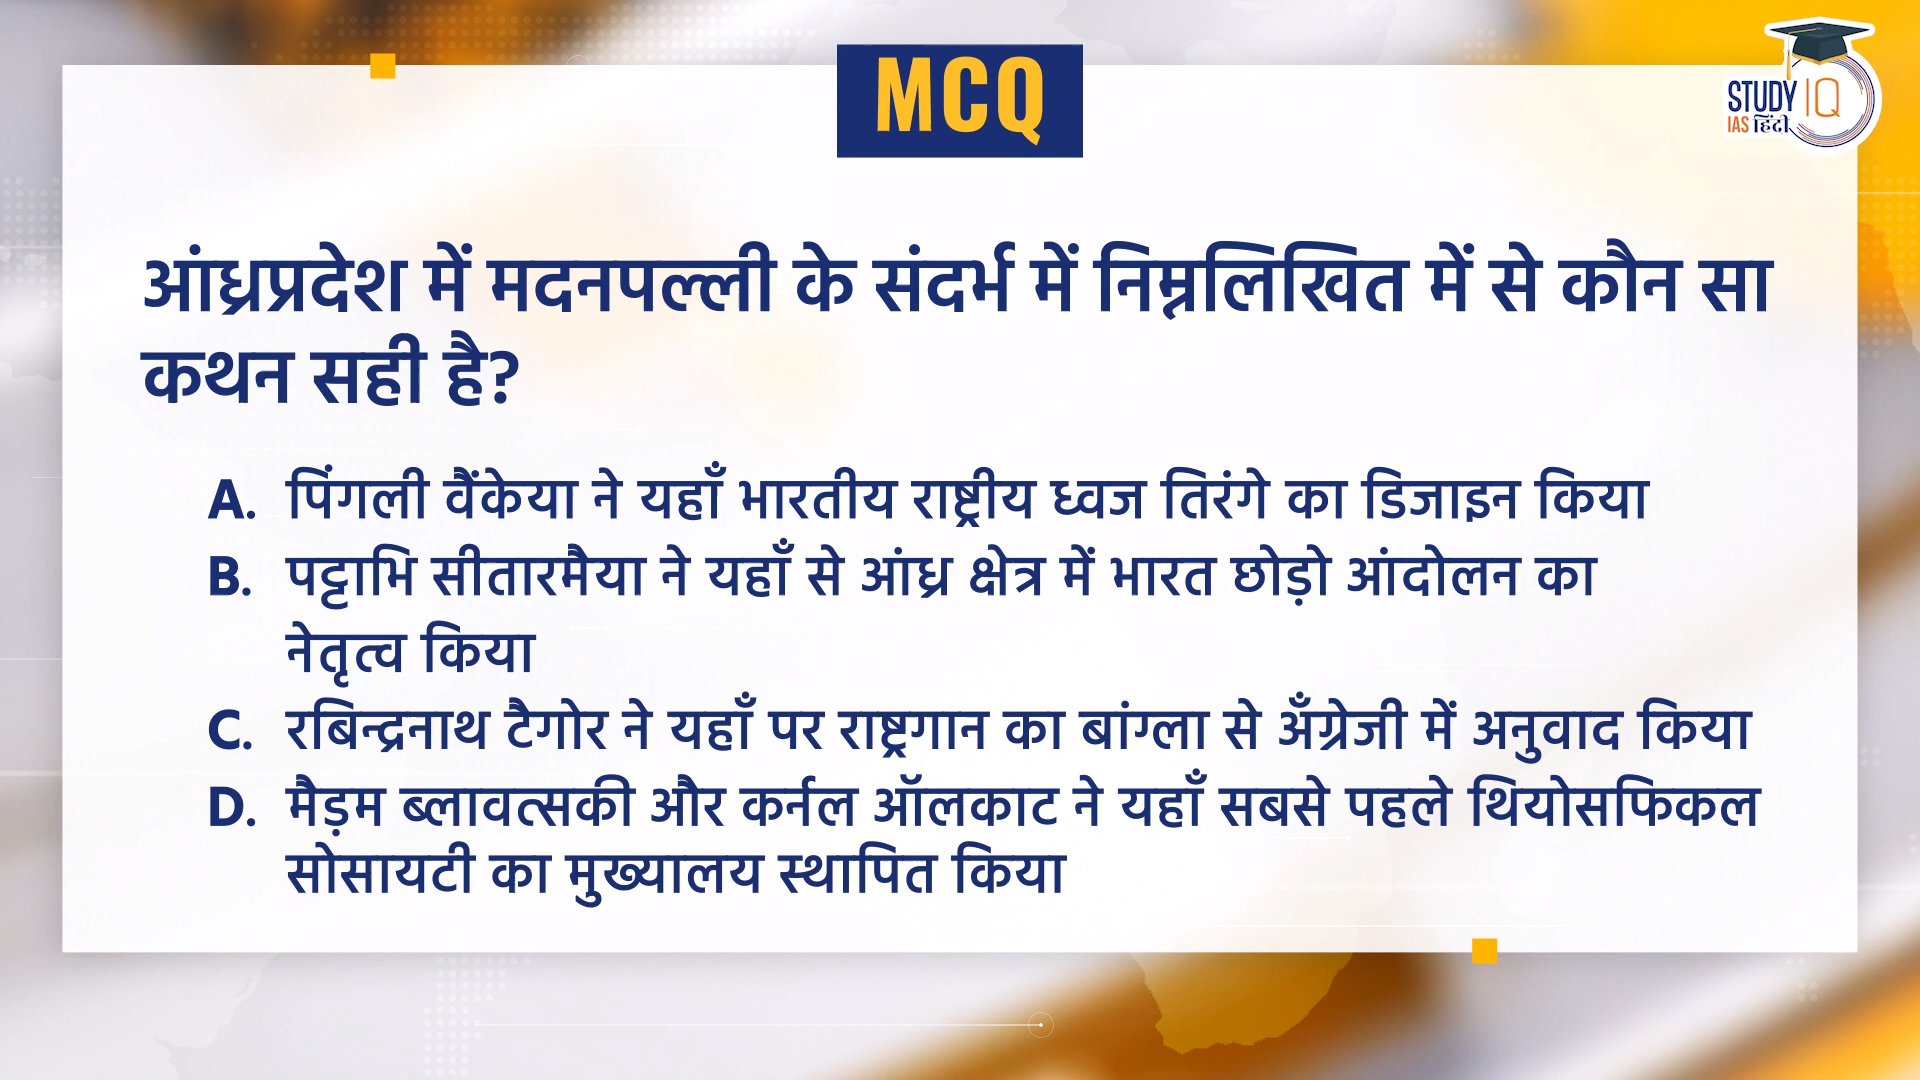 MCQ
STUDY IQ
IAS हिंदी
आंध्रप्रदेश में मदनपल्ली के संदर्भ में निम्नलिखित में से कौन सा
कथन सही है?
A. पिंगली वैंकेया ने यहाँ भारतीय राष्ट्रीय ध्वज तिरंगे का डिजाइन किया
B. पट्टाभि सीतारमैया ने यहाँ से आंध्र क्षेत्र में भारत छोड़ो आंदोलन का
नेतृत्व किया
C. रबिन्द्रनाथ टैगोर ने यहाँ पर राष्ट्रगान का बांग्ला से अँग्रेजी में अनुवाद किया
D. मैड़म ब्लावत्सकी और कर्नल ऑलकाट ने यहाँ सबसे पहले थियोसफिकल
सोसायटी का मुख्यालय स्थापित किया